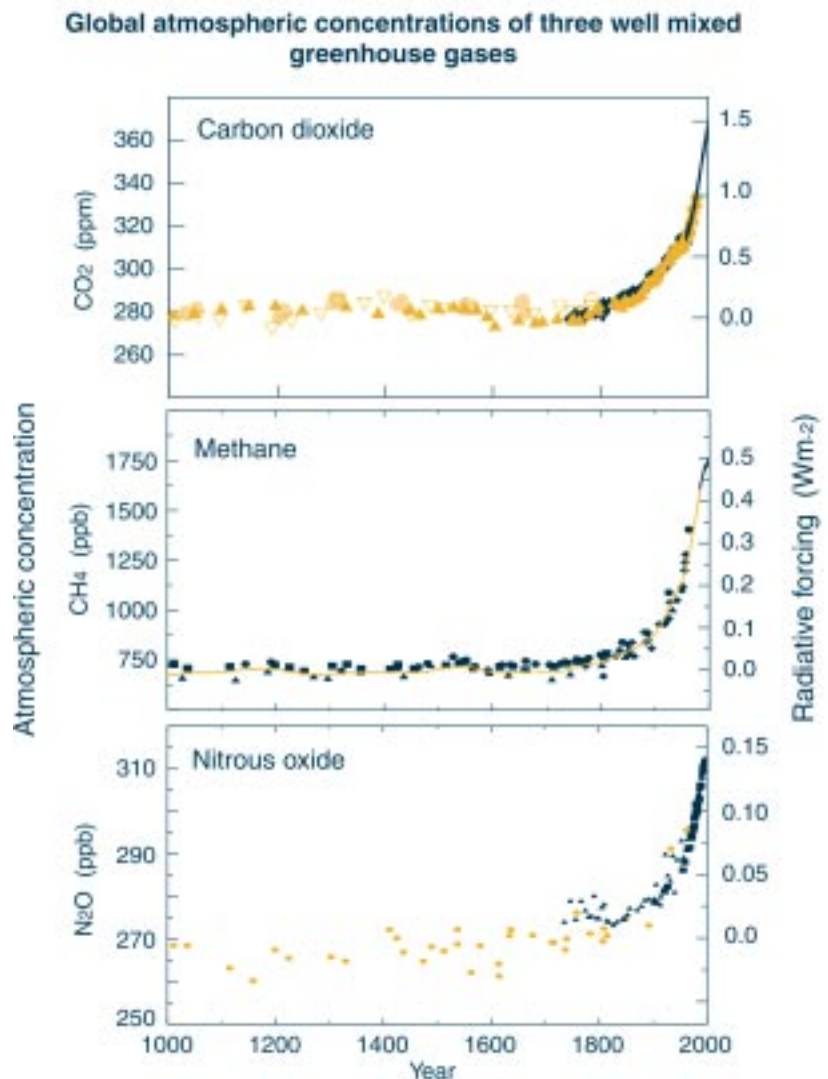 Global atmospheric concentrations of three well mixed
greenhouse gases
Carbon dioxide
CO2 (ppm)
360
340
320
300
280
260
1.5
1.0
0.5
0.0
Methane
CH4 (ppb)
1750
1500
1250
1000
750
0.5
0.4
0.3
0.2
0.1
0.0
Atmospheric concentration
Radiative forcing (Wm-2)
Nitrous oxide
N2O (ppb)
310
290
270
250
0.15
0.10
0.05
0.0
1000 1200 1400 1600 1800 2000
Year